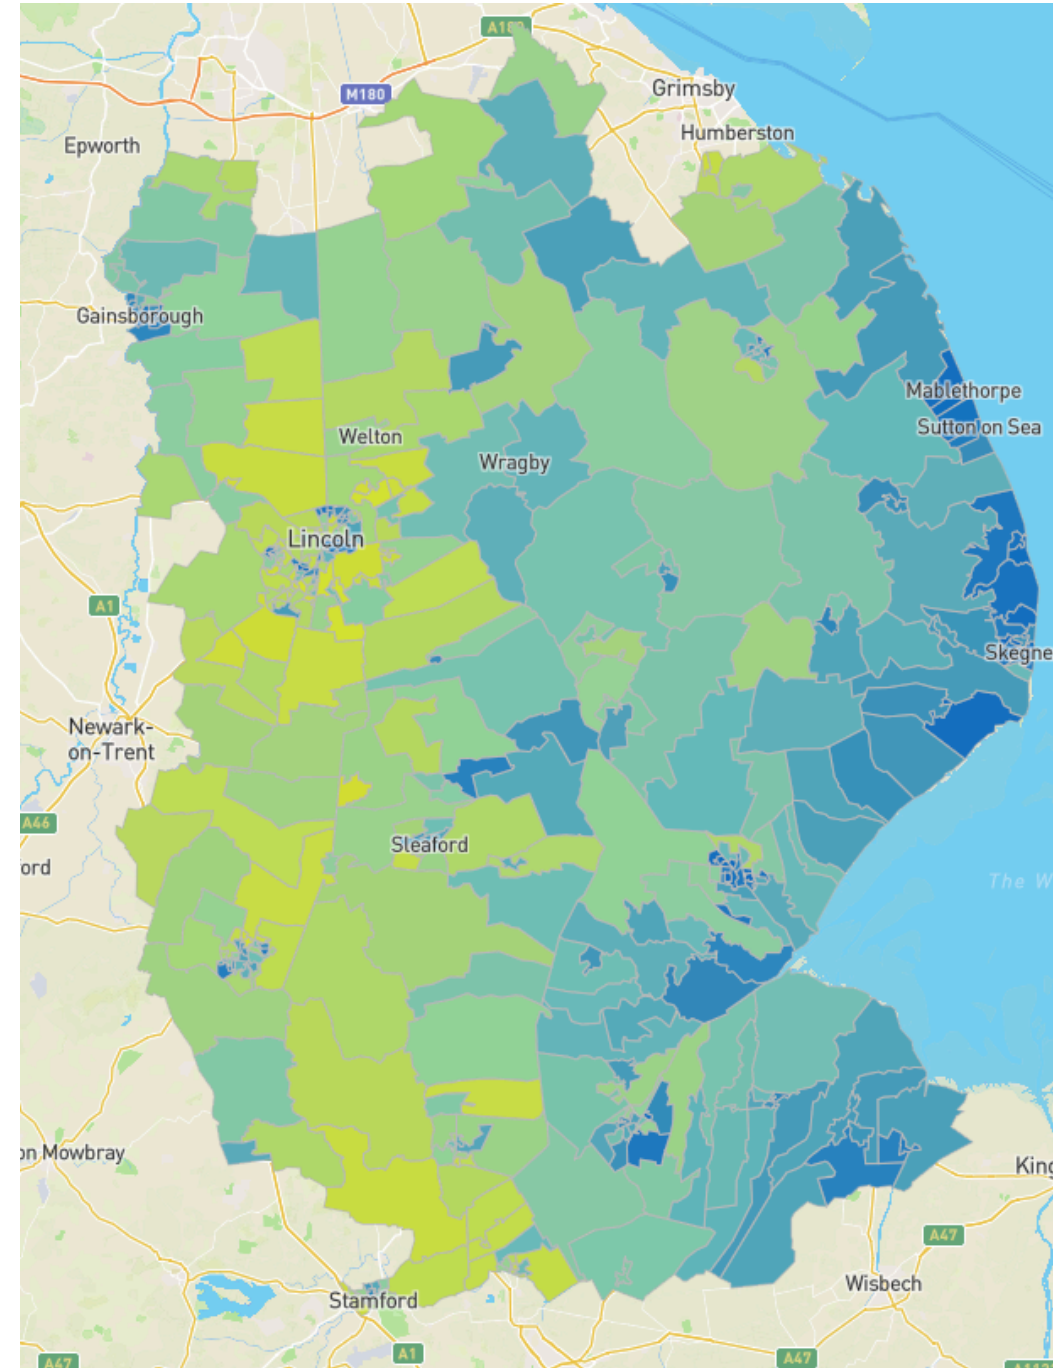 A180
Grimsby
M180
Humberston
Epworth
Gainsborough
Mablethorpe
Sutton on Sea
Welton
Wragby
Lincoln
A1
Skegne
Newark-
on-Trent
A46
Sleaford
ord
The W
on Mowbray
King
A47
Wisbech
Stamford
A1
A47
A47